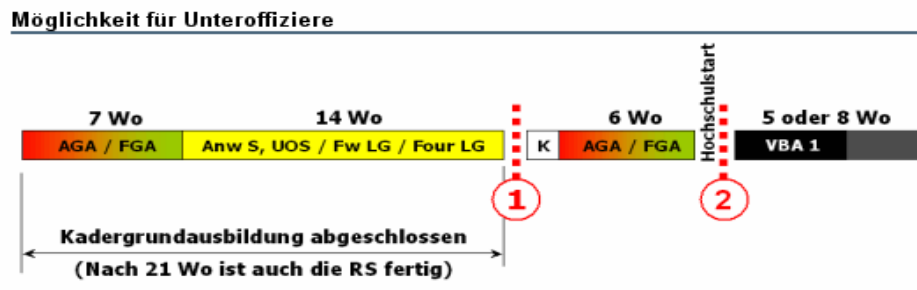 Möglichkeit für Unteroffiziere
7 Wo
14 Wo
6 Wo
Hochschulstart
5 oder 8 Wo
AGA / FGA
Anw S, UOS / Fw LG / Four LG
K
AGA / FGA
VBA 1
1
2
Kadergrundausbildung abgeschlossen
(Nach 21 Wo ist auch die RS fertig)